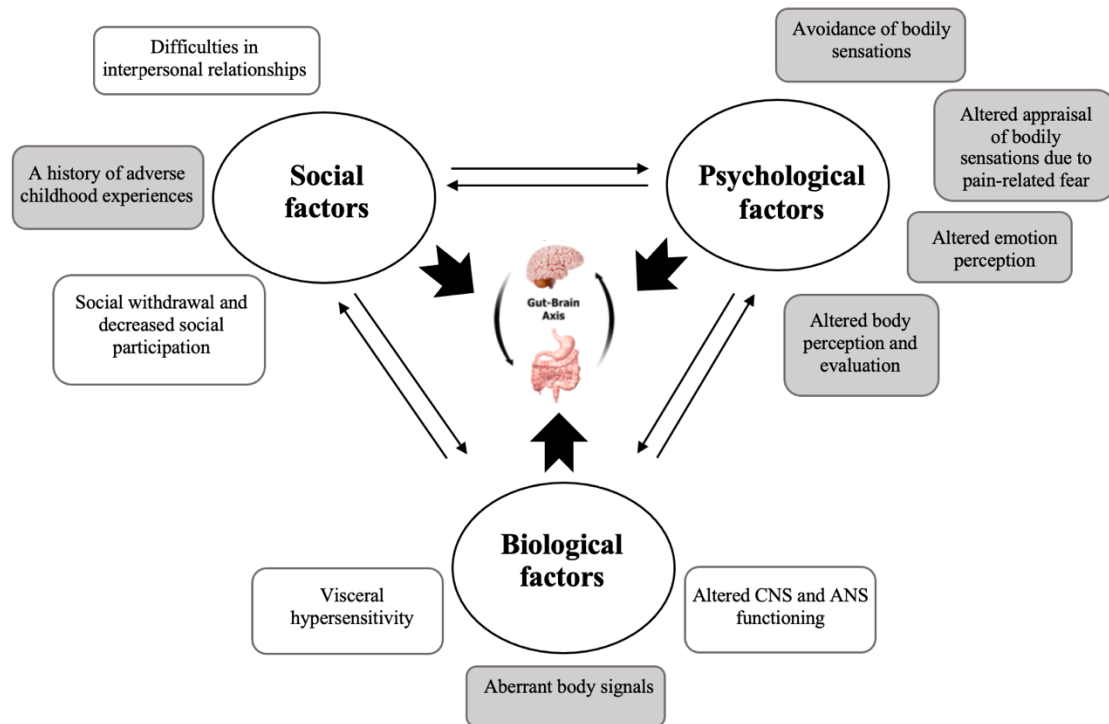 Difficulties in
interpersonal relationships
A history of adverse
childhood experiences
Social withdrawal and
decreased social
participation
Social
factors
Psychological
factors
Avoidance of bodily
sensations
Altered appraisal
of bodily
sensations due to
pain-related fear
Altered emotion
perception
Altered body
perception and
evaluation
Gut-Brain
Axis
Biological
factors
Visceral
hypersensitivity
Altered CNS and ANS
functioning
Aberrant body signals